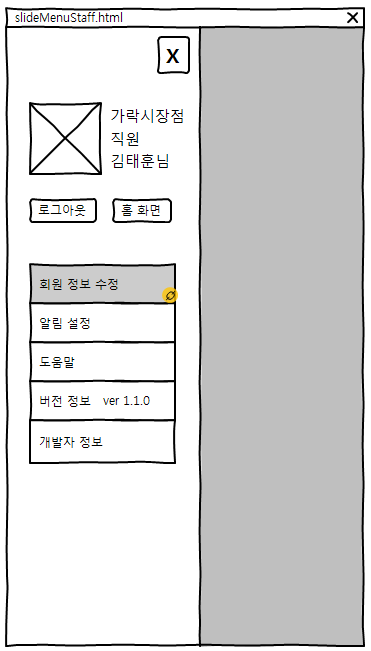 slideMenuStaff.html
X
가락시장점
직원
김태훈님
로그아웃
홈 화면
회원 정보 수정
알림 설정
도움말
버전 정보 ver 1.1.0
개발자 정보